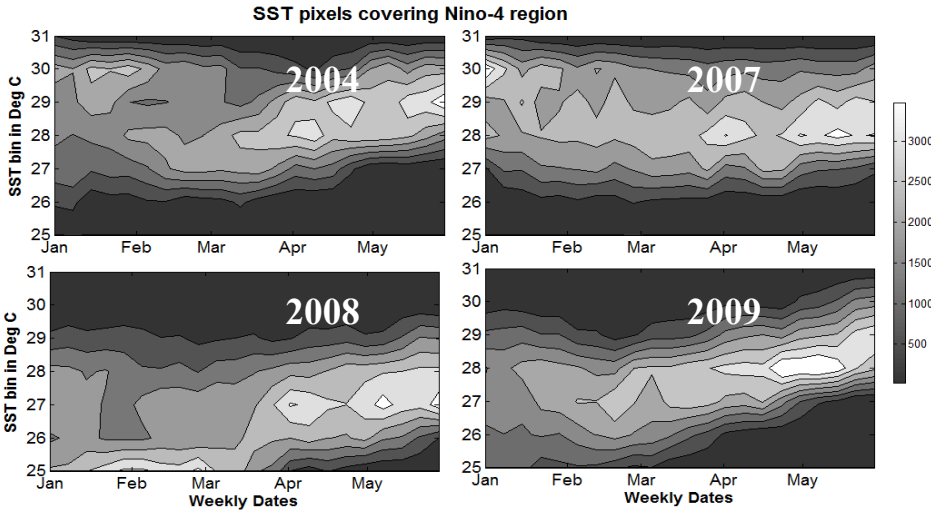 SST pixels covering Nino-4 region
SST bin in Deg C
31
30
29
28
27
26
25
2004
Jan
Feb
Mar
Apr
May
31
30
29
28
27
26
25
2007
Jan
Feb
Mar
Apr
May
3000
2500
2000
1500
1000
500
SST bin in Deg C
31
30
29
28
27
26
25
2008
Jan
Feb
Mar
Apr
May
Weekly Dates
31
30
29
28
27
26
25
2009
Jan
Feb
Mar
Apr
May
Weekly Dates